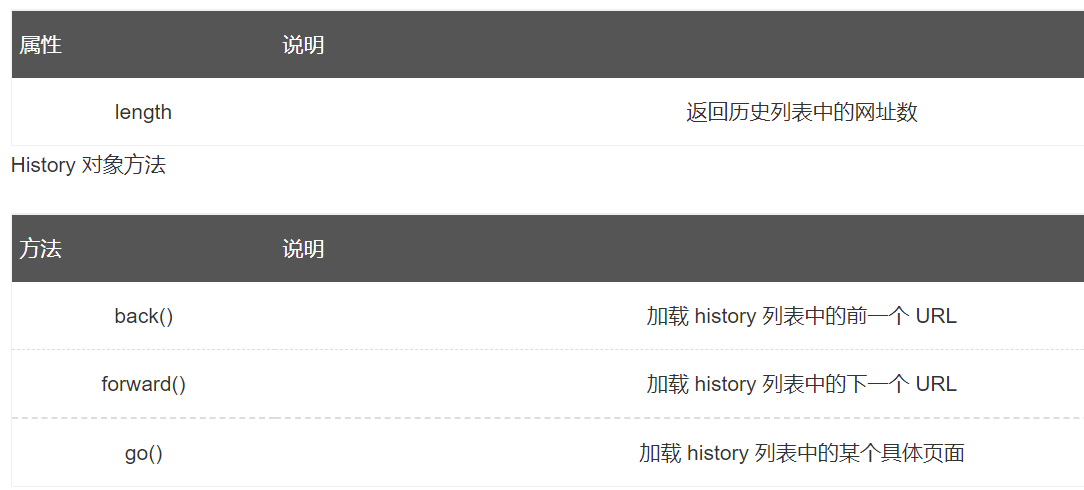 属性 说明
length 返回历史列表中的网址数
History 对象方法
方法 说明
back() 加载 history 列表中的前一个 URL
forward() 加载 history 列表中的下一个 URL
go() 加载 history 列表中的某个具体页面